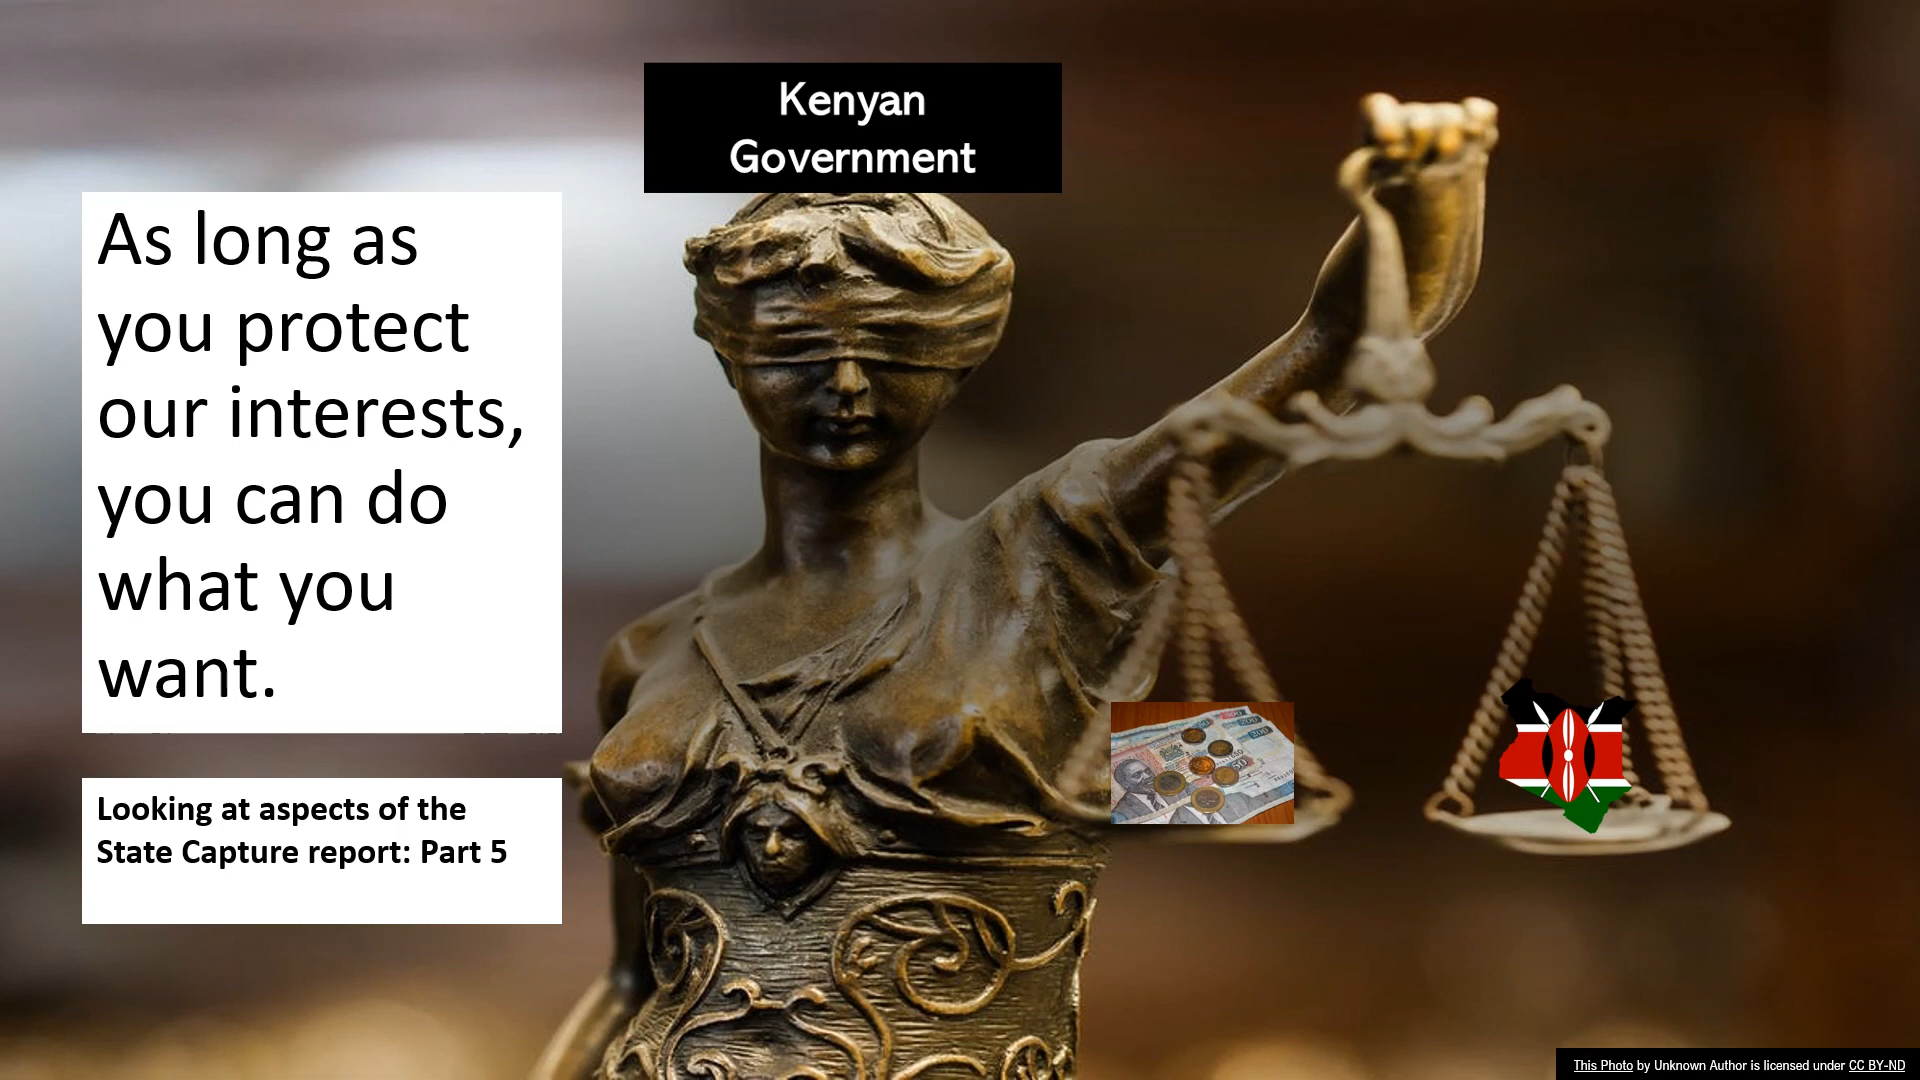 Kenyan
Government
As long as
you protect
our interests,
you can do
what you
want.
Looking at aspects of the
State Capture report: Part 5
This Photo by Unknown Author is licensed under CC BY-ND